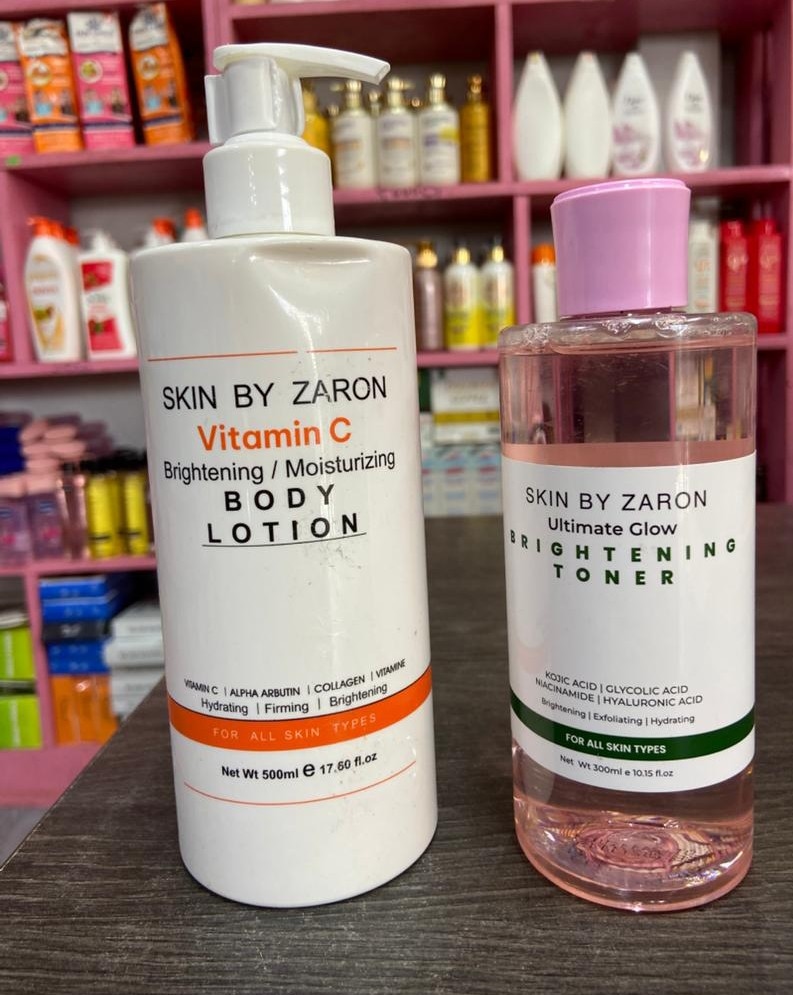 SKIN BY ZARON
Vitamin C
Brightening / Moisturizing
BODY
LOTION
VITAMIN C | ALPHA ARBUTIN | COLLAGEN | VITAMINE
Hydrating | Firming | Brightening
FOR ALL SKIN TYPES
Net Wt 500ml e 17.60 fl.oz
SKIN BY ZARON
Ultimate Glow
BRIGHTENING
TONER
KOJIC ACID | GLYCOLIC ACID
NIACINAMIDE | HYALURONIC ACID
Brightening | Exfoliating | Hydrating
FOR ALL SKIN TYPES
Net Wt 300ml e 10.15 fl.oz